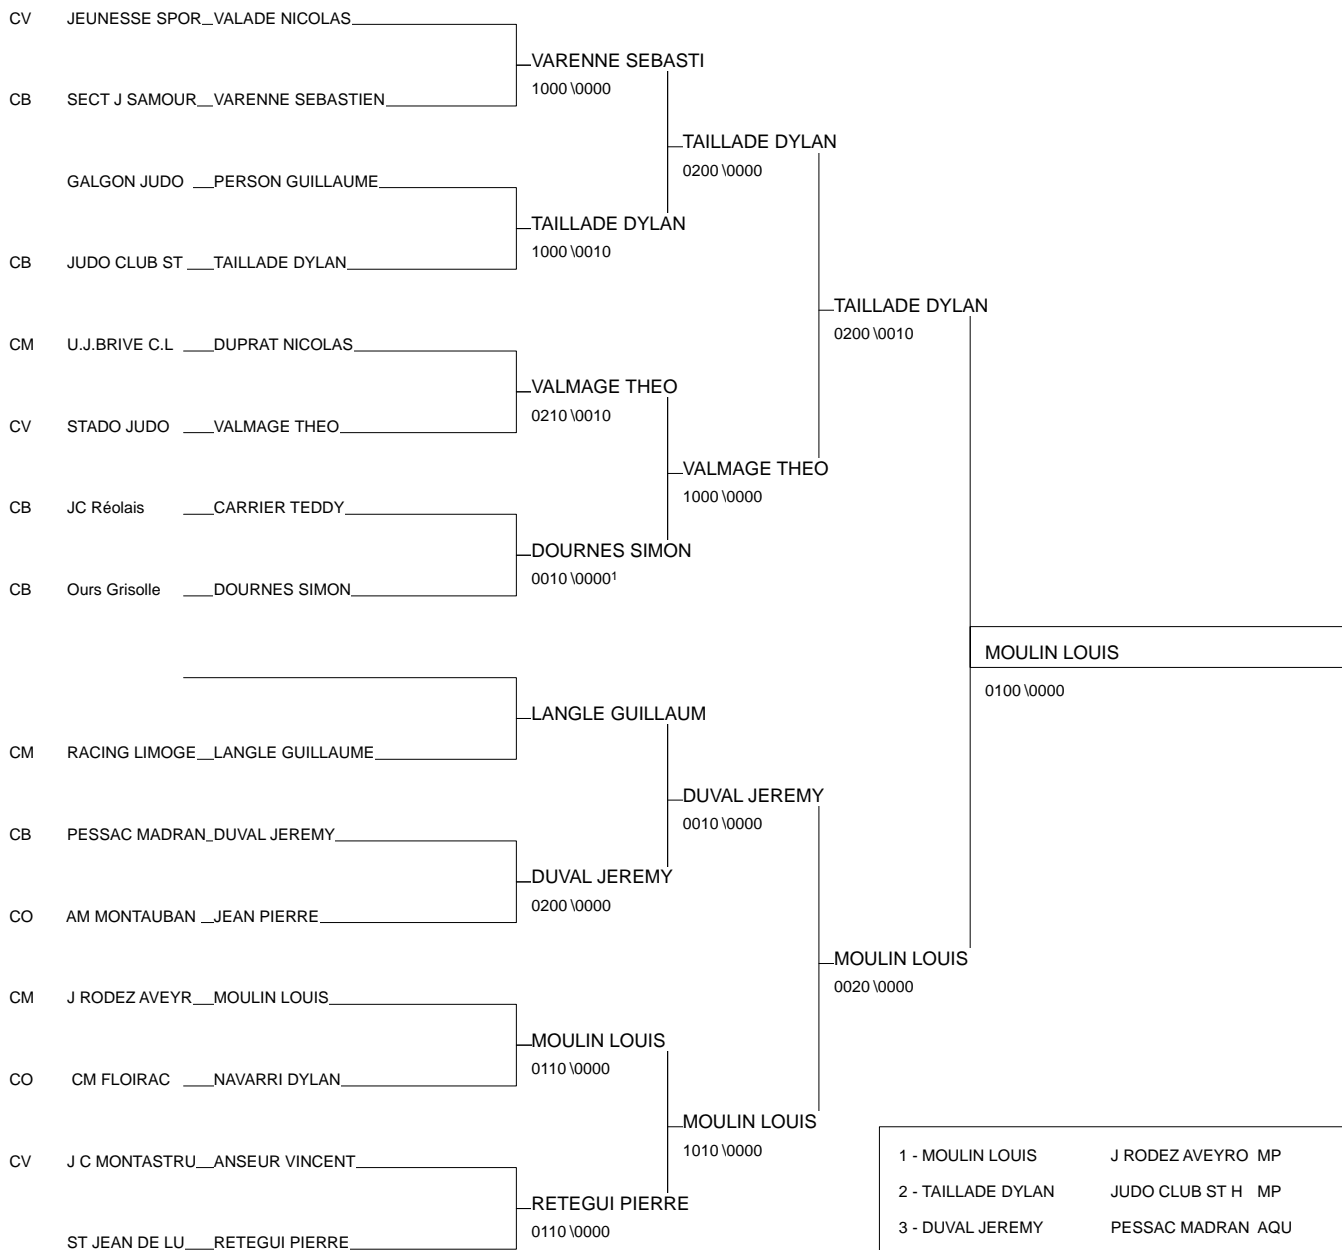 CV JEUNESSE SPOR VALADE NICOLAS
VARENNE SEBASTI
1000 \0000
CB SECT J SAMOUR VARENNE SEBASTIEN
TAILLADE DYLAN
0200 \0000
GALGON JUDO PERSON GUILLAUME
TAILLADE DYLAN
1000 \0010
CB JUDO CLUB ST TAILLADE DYLAN
TAILLADE DYLAN
0200 \0010
CM U.J.BRIVE C.L DUPRAT NICOLAS
VALMAGE THEO
0210 \0010
CV STADO JUDO VALMAGE THEO
VALMAGE THEO
1000 \0000
CB JC Réolais CARRIER TEDDY
DOURNES SIMON
0010 \0000¹
CB Ours Grisolle DOURNES SIMON
MOULIN LOUIS
0100 \0000
LANGLE GUILLAUM
CM RACING LIMOGE LANGLE GUILLAUME
DUVAL JEREMY
0010 \0000
CB PESSAC MADRAN DUVAL JEREMY
DUVAL JEREMY
0200 \0000
CO AM MONTAUBAN JEAN PIERRE
MOULIN LOUIS
0020 \0000
CM J RODEZ AVEYR MOULIN LOUIS
MOULIN LOUIS
0110 \0000
CO CM FLOIRAC NAVARRI DYLAN
MOULIN LOUIS
1010 \0000
CV J C MONTASTRU ANSEUR VINCENT
RETEGUI PIERRE
0110 \0000
ST JEAN DE LU RETEGUI PIERRE
1 - MOULIN LOUIS J RODEZ AVEYRO MP
2 - TAILLADE DYLAN JUDO CLUB ST H MP
3 - DUVAL JEREMY PESSAC MADRAN AQU